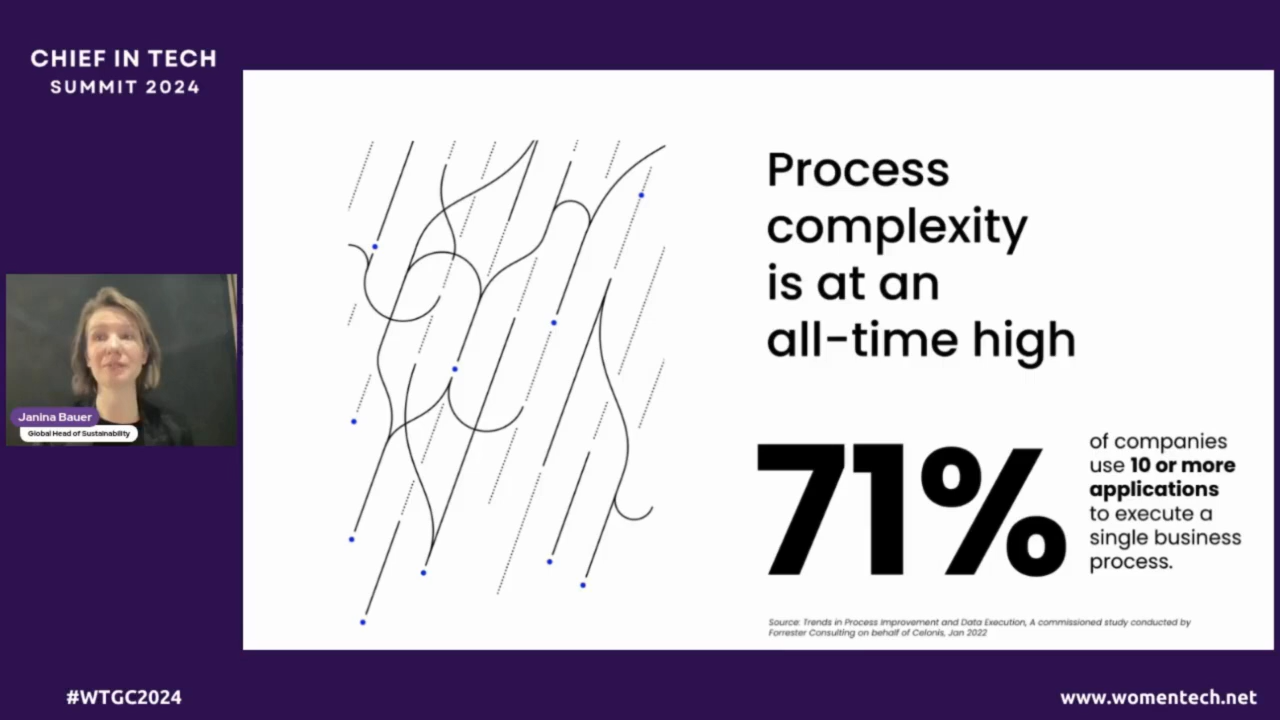 CHIEF IN TECH
SUMMIT 2024
Process
complexity
is at an
all-time high
71%
of companies
use 10 or more
applications
to execute a
single business
process.
Source: Trends in Process Improvement and Data Execution, A commissioned study conducted by
Forrester Consulting on behalf of Celonis, Jan 2022
Janina Bauer
Global Head of Sustainability
#WTGC2024
www.womentech.net